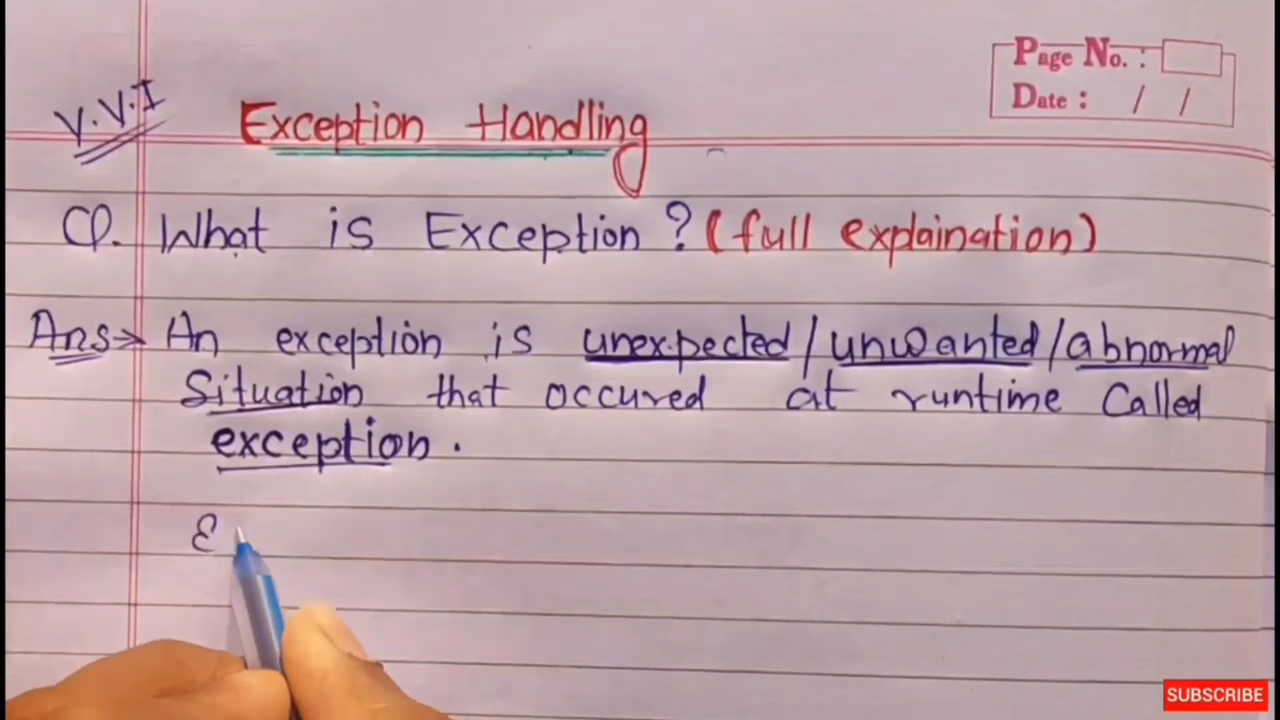 Page No. :
Date : / /
V.V.I
Exception Handling
Q. What is Exception ? (full explaination)
Ans→ An exception is unexpected/unwanted/abnormal
Situation that occured at runtime Called
exception.
E
SUBSCRIBE